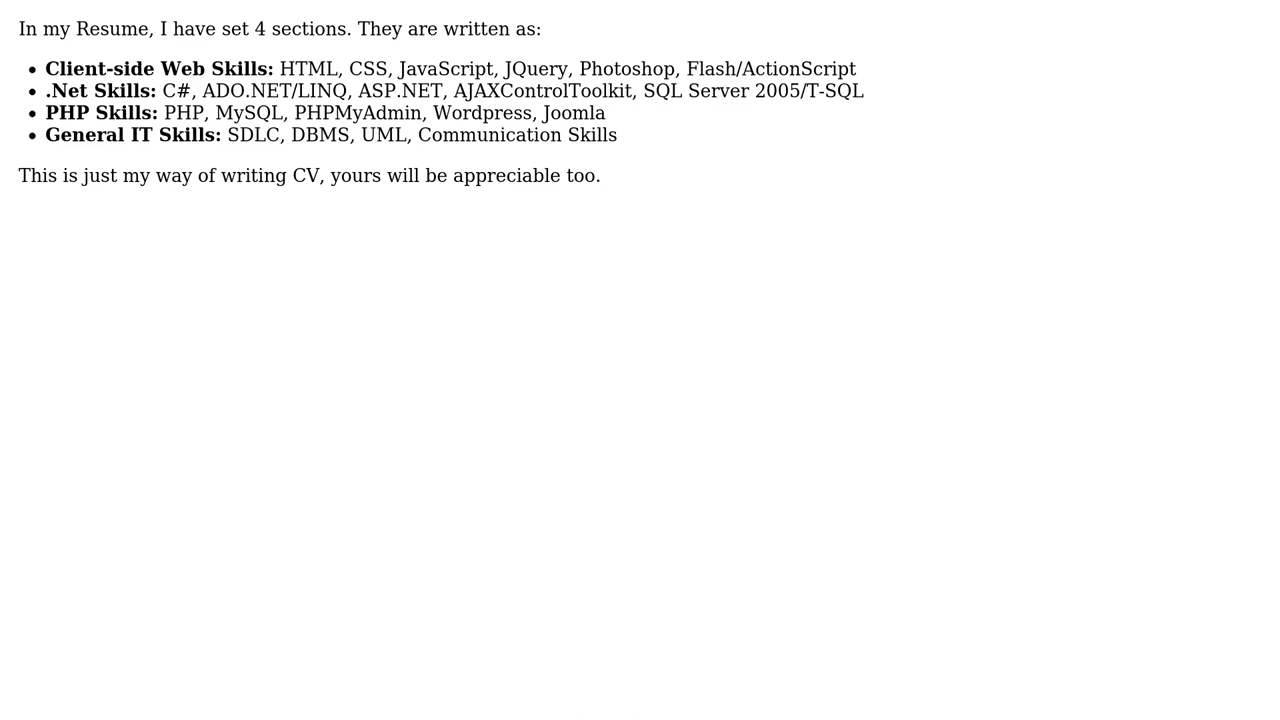 In my Resume, I have set 4 sections. They are written as:
• Client-side Web Skills: HTML, CSS, JavaScript, JQuery, Photoshop, Flash/ActionScript
• .Net Skills: C#, ADO.NET/LINQ, ASP.NET, AJAXControlToolkit, SQL Server 2005/T-SQL
• PHP Skills: PHP, MySQL, PHPMyAdmin, Wordpress, Joomla
• General IT Skills: SDLC, DBMS, UML, Communication Skills
This is just my way of writing CV, yours will be appreciable too.